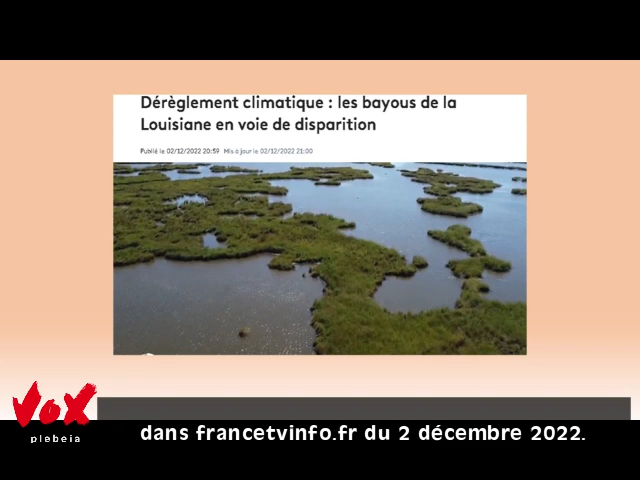 Dérèglement climatique : les bayous de la
Louisiane en voie de disparition
Publié le 02/12/2022 20:59 Mis à jour le 02/12/2022 21:00
VoX
plebeia
dans francetvinfo.fr du 2 décembre 2022.